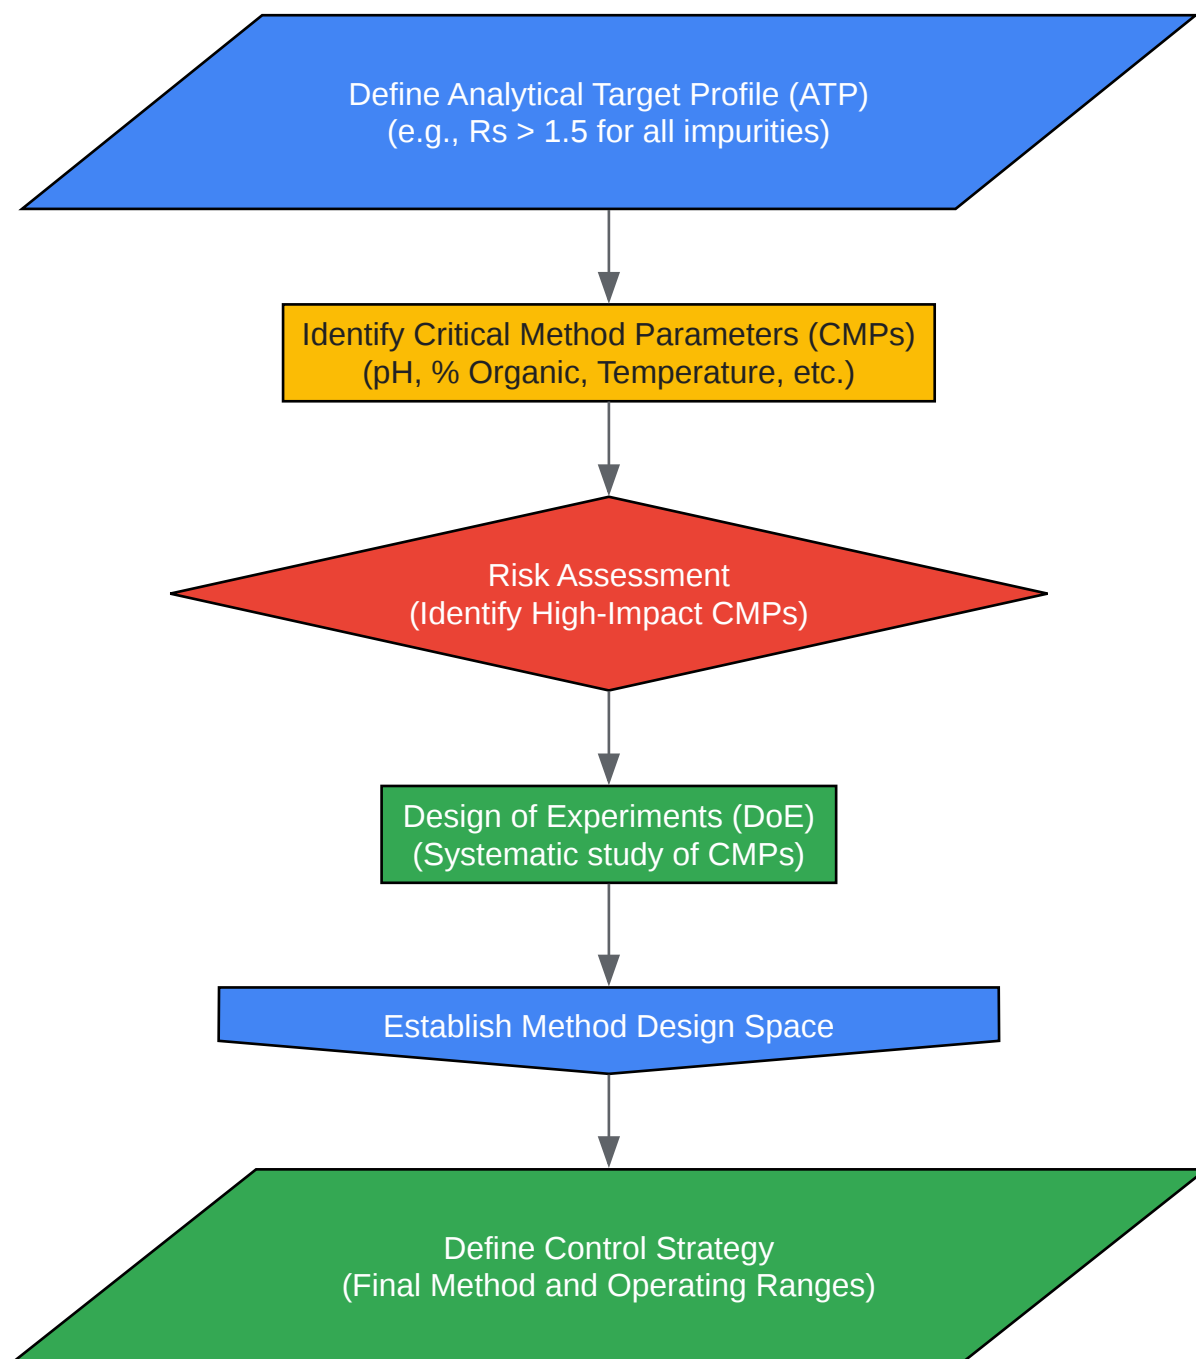 Define Analytical Target Profile (ATP)
(e.g., Rs > 1.5 for all impurities)
Identify Critical Method Parameters (CMPs)
(pH, % Organic, Temperature, etc.)
Risk Assessment
(Identify High-Impact CMPs)
Design of Experiments (DoE)
(Systematic study of CMPs)
Establish Method Design Space
Define Control Strategy
(Final Method and Operating Ranges)